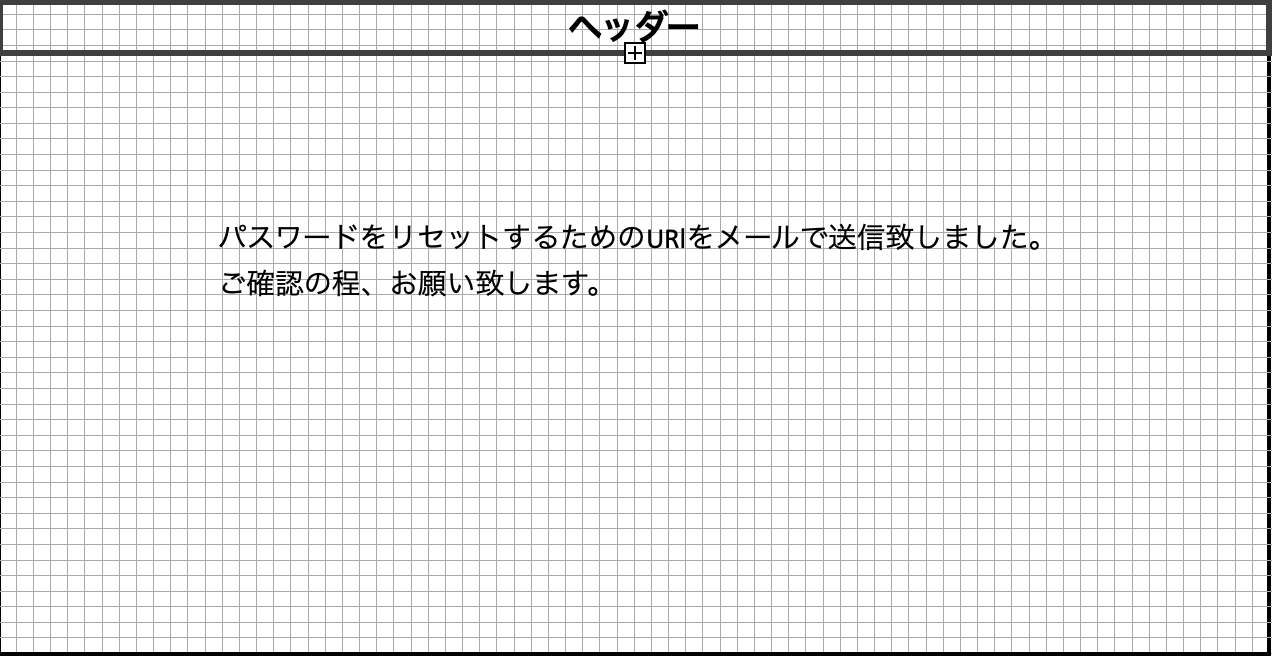 ヘッダー
パスワードをリセットするためのURlをメールで送信致しました。
ご確認の程、お願い致します。